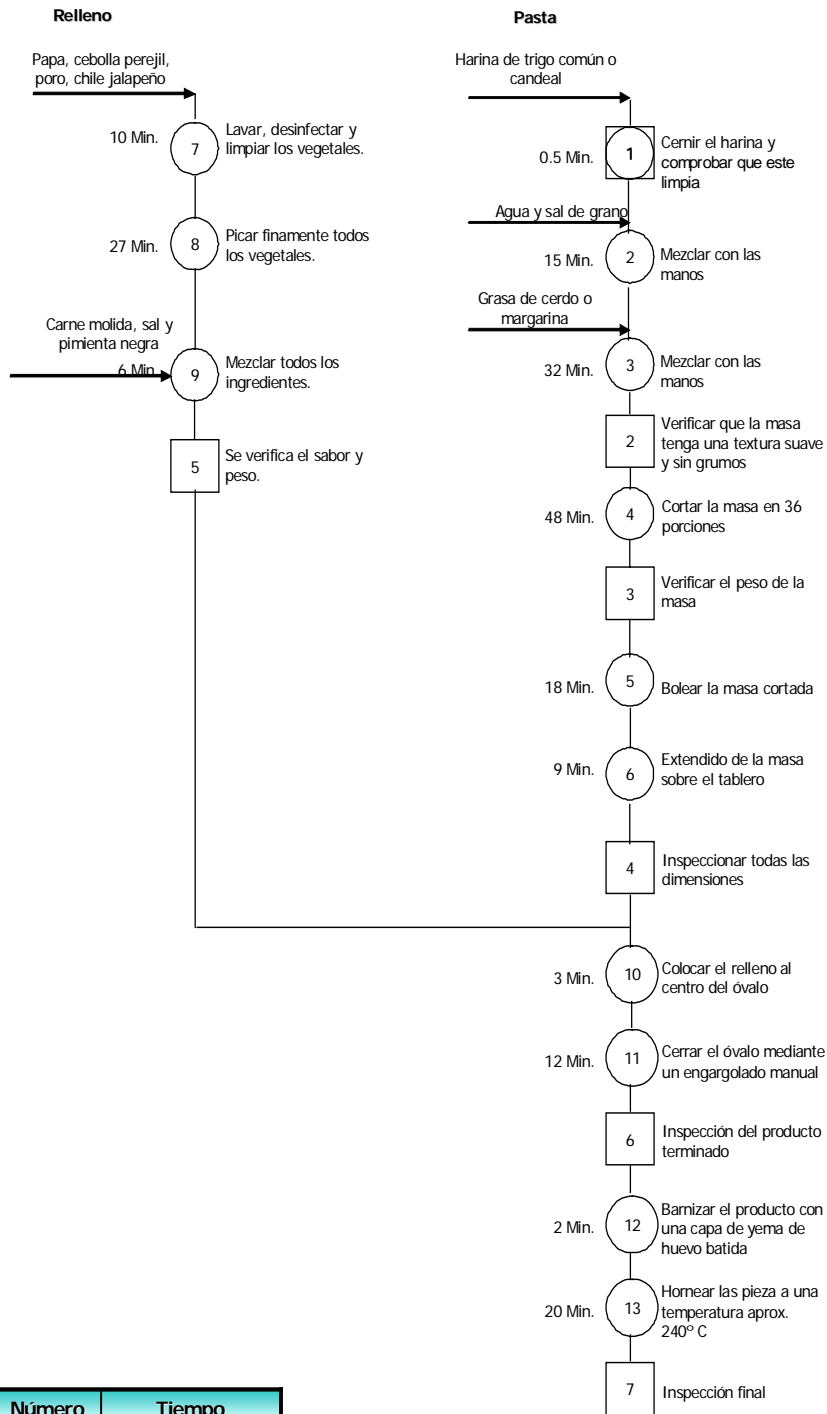 Relleno
Papa, cebolla perejil,
poro, chile jalapeño
10 Min.
7
Lavar, desinfectar y
limpiar los vegetales.
27 Min.
8
Picar finamente todos
los vegetales.
Carne molida, sal y
pimienta negra
6 Min
9
Mezclar todos los
ingredientes.
5
Se verifica el sabor y
peso.
Pasta
Harina de trigo común o
candeal
0.5 Min.
1
Cernir el harina y
comprobar que este
limpia
Agua y sal de grano
15 Min.
2
Mezclar con las
manos
Grasa de cerdo o
margarina
32 Min.
3
Mezclar con las
manos
2
Verificar que la masa
tenga una textura suave
y sin grumos
48 Min.
4
Cortar la masa en 36
porciones
3
Verificar el peso de la
masa
18 Min.
5
Bolear la masa cortada
9 Min.
6
Extendido de la masa
sobre el tablero
4
Inspeccionar todas las
dimensiones
3 Min.
10
Colocar el relleno al
centro del óvalo
12 Min.
11
Cerrar el óvalo mediante
un engargolado manual
6
Inspección del producto
terminado
2 Min.
12
Barnizar el producto con
una capa de yema de
huevo batida
20 Min.
13
Hornear las pieza a una
temperatura aprox.
240º C
7
Inspección final
Número Tiempo